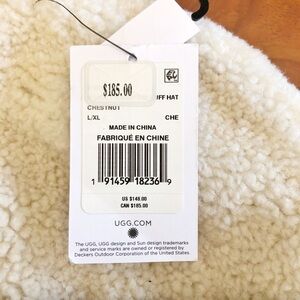 $185.00
UFF HAT
CHESTNUT
L/XL CHE
MADE IN CHINA
FABRIQUÉ EN CHINE
1 91459 18236 9
US $148.00
CAN $185.00
UGG.COM
The UGG, UGG design and Sun design trademarks
and service marks are owned or registered by
Deckers Outdoor Corporation of the United States